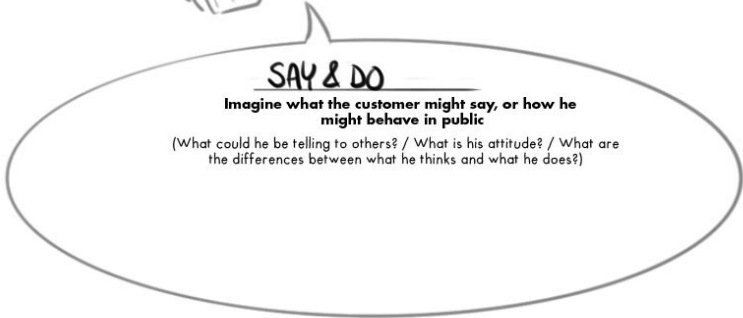 SAY & DO
Imagine what the customer might say, or how he
might behave in public
(What could he be telling to others? / What is his attitude? / What are
the differences between what he thinks and what he does?)